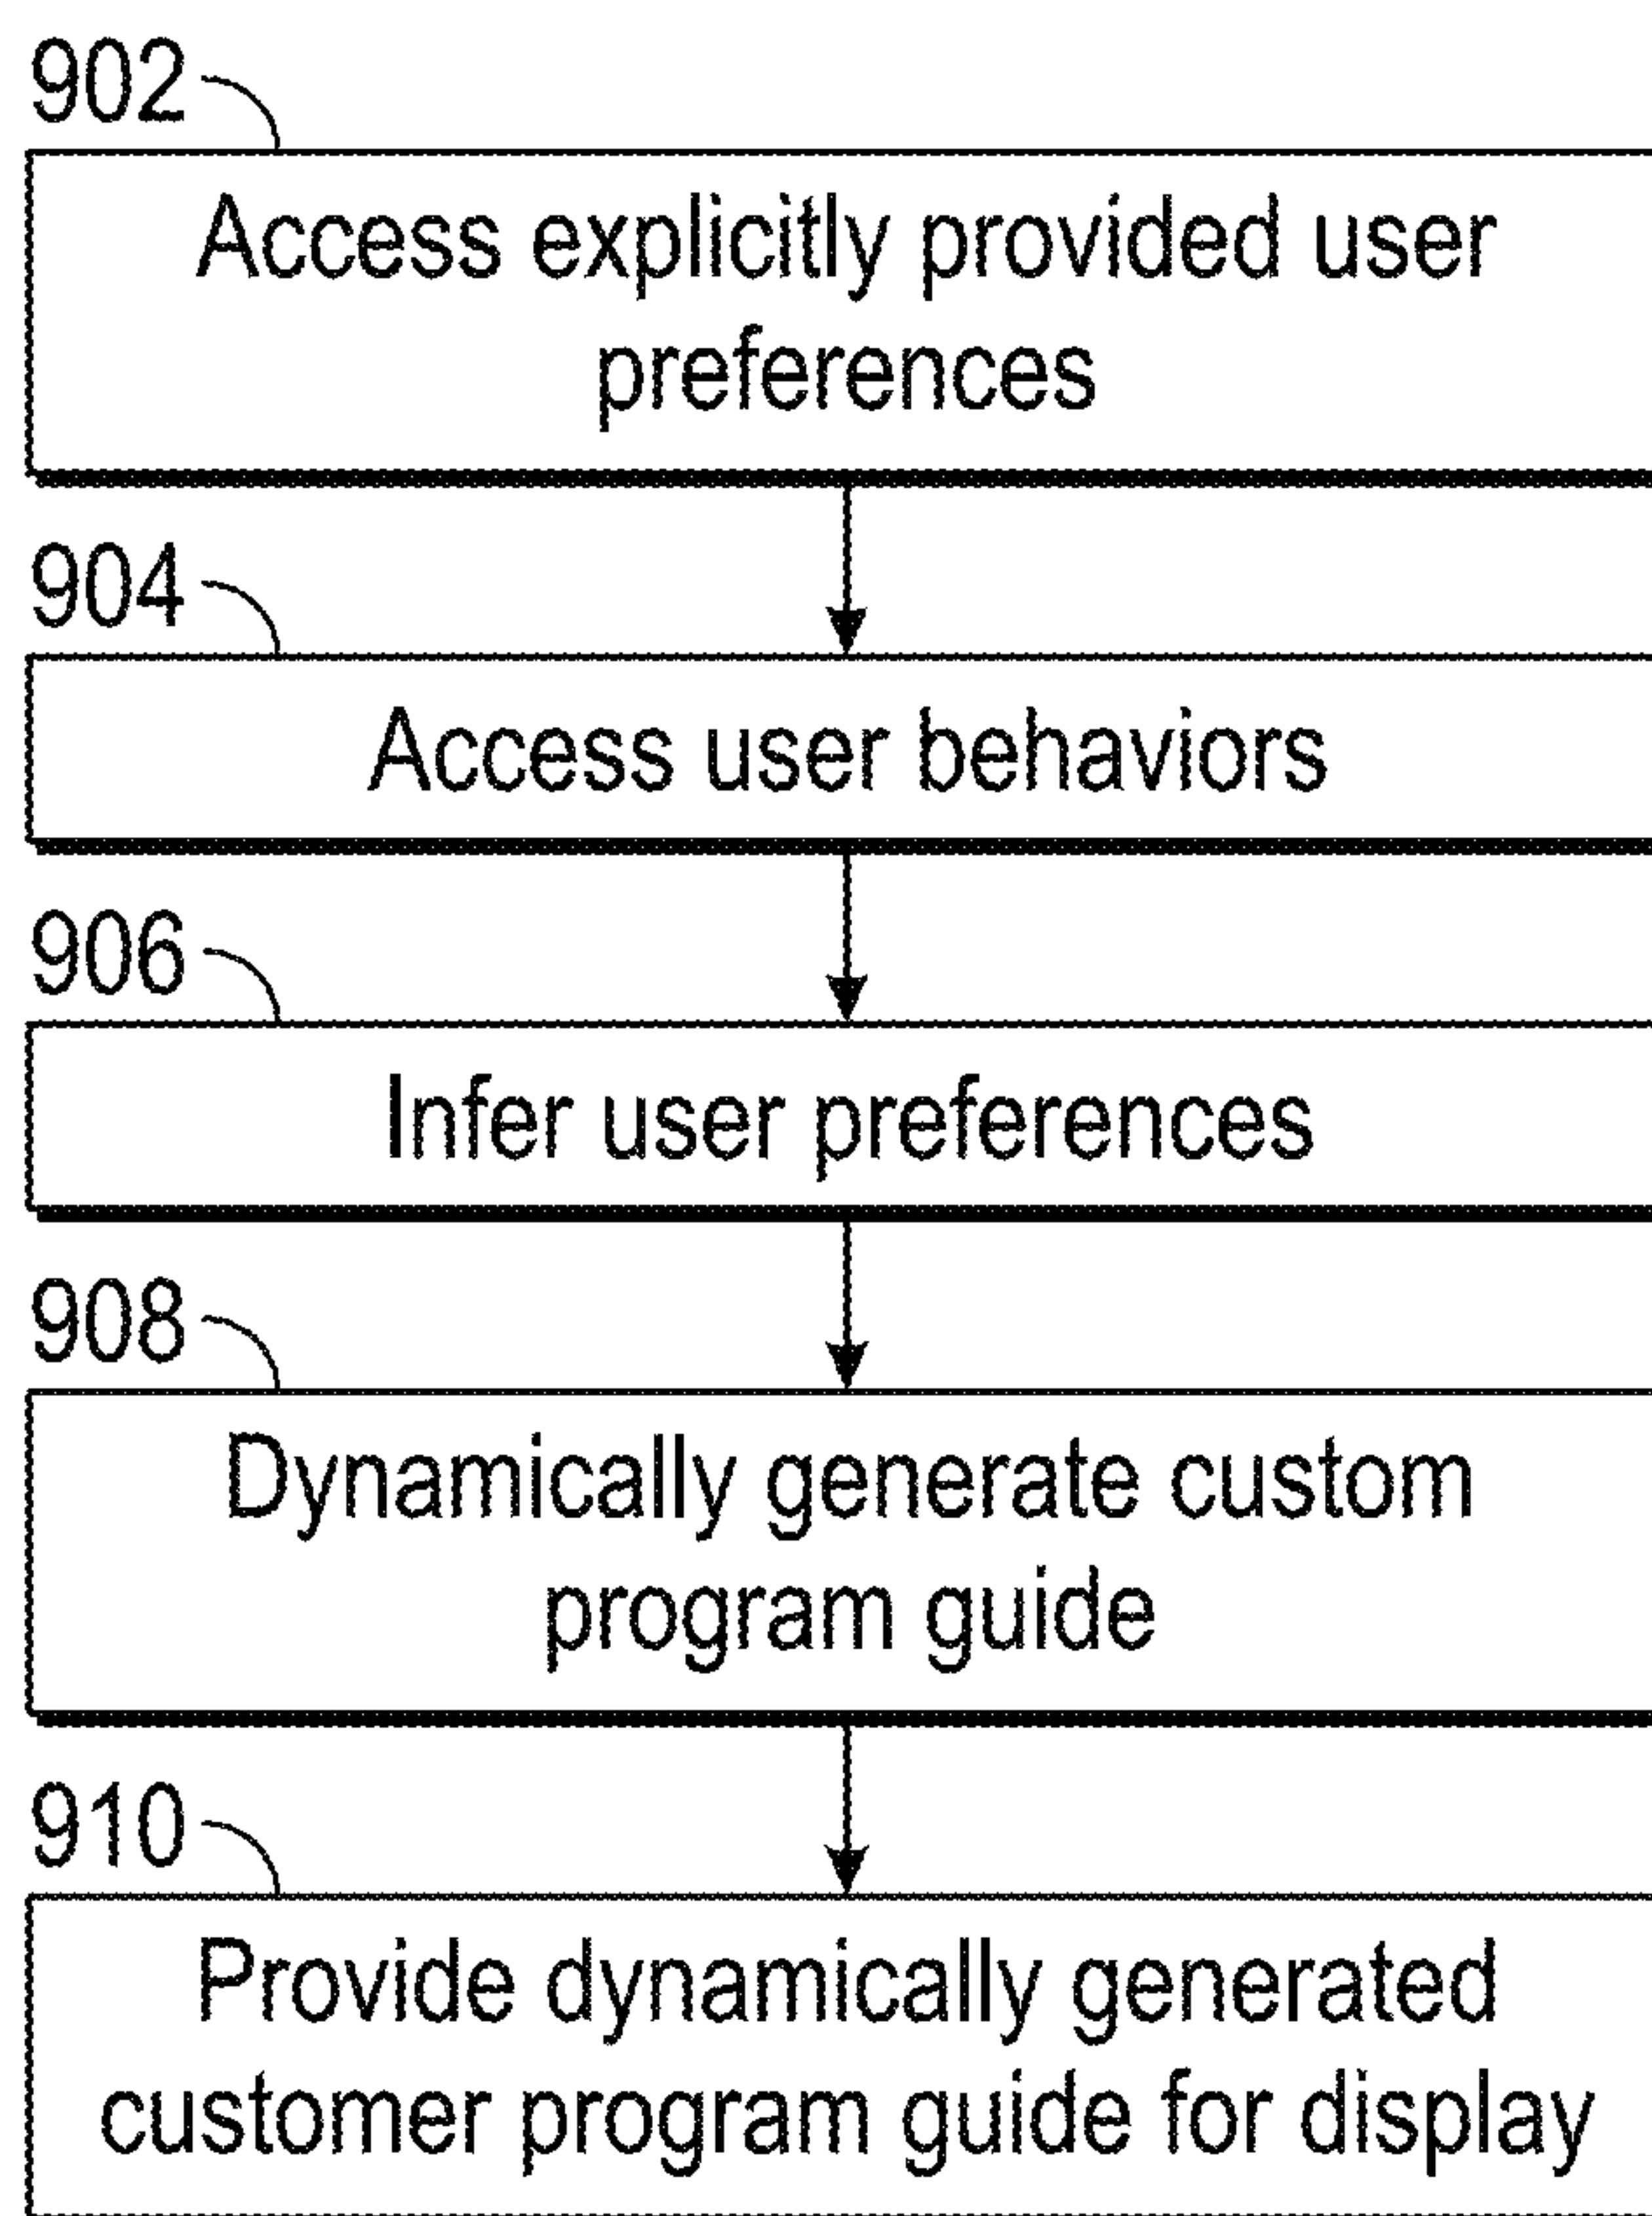 902
Access explicitly provided user
preferences
904
Access user behaviors
906
Infer user preferences
908
Dynamically generate custom
program guide
910
Provide dynamically generated
customer program guide for display